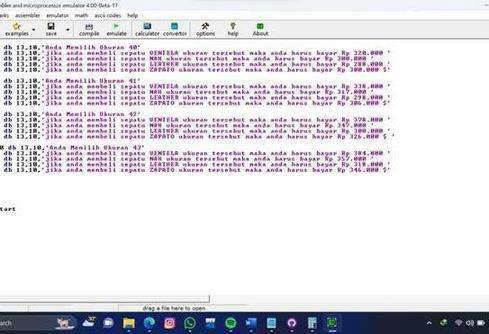 and microprocessor emulator 4.00-Beta-
assembler emulator math ascii codes help
examples save compile emulate calculator convertor options help About
db 13,10,'Anda Memilih Ukuran 40'
db 13,10,'jika anda membeli sepatu VENIELA ukuran tersebut maka anda harus bayar Rp 320.000 '
db 13,10,'jika anda membeli sepatu NAH ukuran tersebut maka anda harus bayar Rp 300.000 '
db 13,10,'jika anda membeli sepatu LEATHER ukuran tersebut maka anda harus bayar Rp 280.000 '
db 13,10,'jika anda membeli sepatu ZAPATO ukuran tersebut maka anda harus bayar Rp 300.000 $'
db 13,10,'Anda Memilih Ukuran 41'
db 13,10,'jika anda membeli sepatu VENIELA ukuran tersebut maka anda harus bayar Rp 338.000 '
db 13,10,'jika anda membeli sepatu NAH ukuran tersebut maka anda harus bayar Rp 317.000 '
db 13,10,'jika anda membeli sepatu LEATHER ukuran tersebut maka anda harus bayar Rp 298.000 '
db 13,10,'jika anda membeli sepatu ZAPATO ukuran tersebut maka anda harus bayar Rp 306.000 $'
db 13,10,'Anda Memilih Ukuran 42'
db 13,10,'jika anda membeli sepatu VENIELA ukuran tersebut maka anda harus bayar Rp 378.000 '
db 13,10,'jika anda membeli sepatu NAH ukuran tersebut maka anda harus bayar Rp 347.000 '
db 13,10,'jika anda membeli sepatu LEATHER ukuran tersebut maka anda harus bayar Rp 300.000 '
db 13,10,'jika anda membeli sepatu ZAPATO ukuran tersebut maka anda harus bayar Rp 326.000 $ '
db 13,10,'Anda Memilih Ukuran 43'
db 13,10,'jika anda membeli sepatu VENIELA ukuran tersebut maka anda harus bayar Rp 384.000 '
db 13,10,'jika anda membeli sepatu NAH ukuran tersebut maka anda harus bayar Rp 357.000 '
db 13,10,'jika anda membeli sepatu LEATHER ukuran tersebut maka anda harus bayar Rp 318.000 '
db 13,10,'jika anda membeli sepatu ZAPATO ukuran tersebut maka anda harus bayar Rp 346.000 $'
tart
drag a file here to open